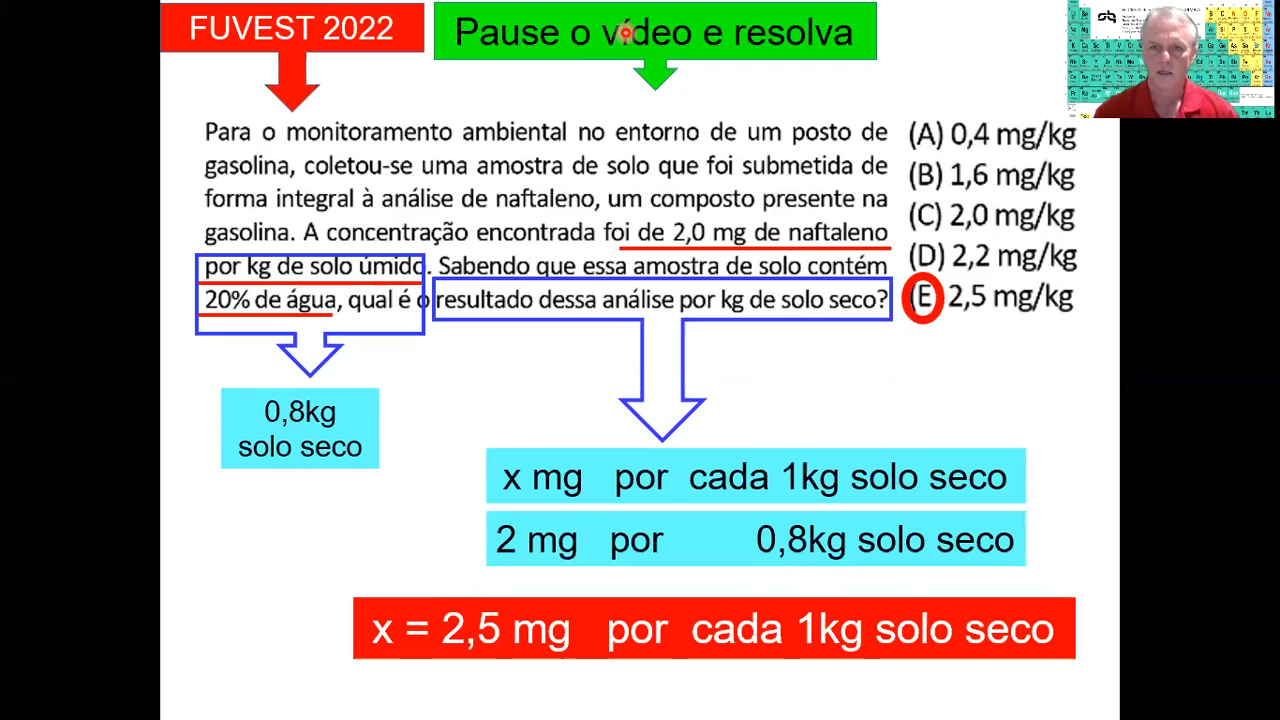 FUVEST 2022
Pause o vídeo e resolva
Para o monitoramento ambiental no entorno de um posto de
gasolina, coletou-se uma amostra de solo que foi submetida de
forma integral à análise de naftaleno, um composto presente na
gasolina. A concentração encontrada foi de 2,0 mg de naftaleno
por kg de solo úmido. Sabendo que essa amostra de solo contém
20% de água, qual é o resultado dessa análise por kg de solo seco?
(A) 0,4 mg/kg
(B) 1,6 mg/kg
(C) 2,0 mg/kg
(D) 2,2 mg/kg
(E) 2,5 mg/kg
0,8kg
solo seco
x mg por cada 1kg solo seco
2 mg por 0,8kg solo seco
x = 2,5 mg por cada 1kg solo seco